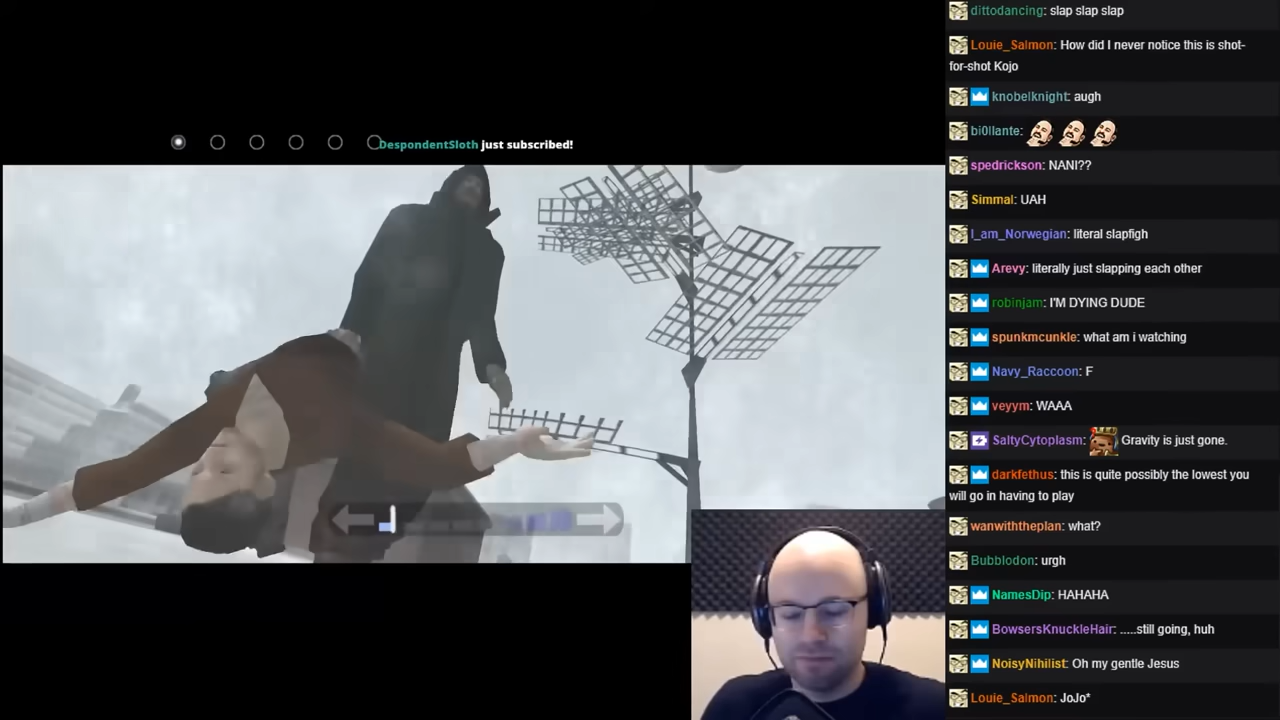 DespondentSloth just subscribed!
dittodancing: slap slap slap
Louie_Salmon: How did I never notice this is shot-
for-shot Kojo
knobelknight: augh
bi0llante:
spedrickson: NANI??
Simmal: UAH
I_am_Norwegian: literal slapfigh
Arevy: literally just slapping each other
robinjam: I'M DYING DUDE
spunkmcunkle: what am i watching
Navy_Raccoon: F
veyym: WAAA
SaltyCytoplasm: Gravity is just gone.
darkfethus: this is quite possibly the lowest you
will go in having to play
wanwiththeplan: what?
Bubblodon: urgh
NamesDip: HAHAHA
BowsersKnuckleHair: .....still going, huh
NoisyNihilist: Oh my gentle Jesus
Louie_Salmon: JoJo*